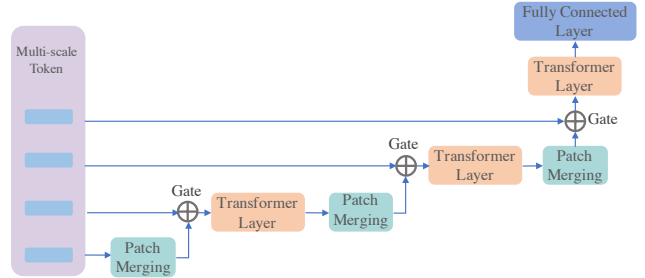 Fully Connected
Layer
Multi-scale
Token
Transformer
Layer
Gate
Gate
Transformer
Layer
Patch
Merging
Gate
Transformer
Layer
Patch
Merging
Patch
Merging